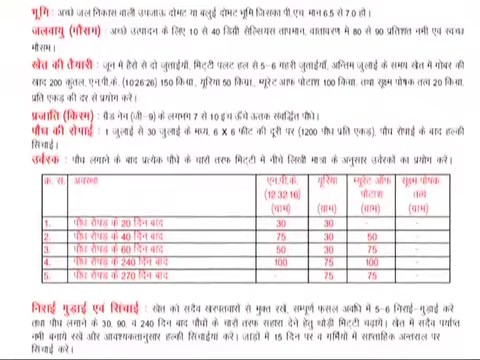 भूमि : अच्छे जल निकास वाली उपजाऊ दोमट या बलुई दोमट भूमि जिसका पी.एच. मान 6.5 से 7.0 हो।
जलवायु (मौसम) : अच्छे उत्पादन के लिए 10 से 40 डिग्री सेल्सियस तापमान, वातावरण में 80 से 90 प्रतिशत नमी एवं स्वच्छ
मौसम।
खेत की तैयारी : जून में हैरो से दो जुताईयाँ, मिट्टी पलट हल से 5-6 गहरी जुताईयाँ, अन्तिम जुताई के समय खेत में गोबर की
खाद 200 कुतल, एन.पी.के. (10:26:26) 150 किग्रा, यूरिया 50 किग्रा., म्यूरेट आफ पोटाश 100 किग्रा. तथा सूक्ष्म पोषक तत्व 20 किग्रा.
प्रति एकड़ की दर से प्रयोग करें।
प्रजाति (किस्म) : ग्रैड नेन (जी-9) के लगभग 7 से 10 इंच ऊँचे ऊतक संवर्द्धित पौधे।
पौध की रोपाई : 1 जुलाई से 30 जुलाई के मध्य, 6 X 6 फीट की दूरी पर (1200 पौध प्रति एकड़), पौध रोपाई के बाद हल्की
सिंचाई।
उर्वरक : पौध लगाने के बाद प्रत्येक पौधे के चारों तरफ मिट्टी में नीचे लिखी मात्रा के अनुसार उर्वरकों का प्रयोग करें।
क्र. स. अवस्था एन.पी.के. (12:32:16) (ग्राम) यूरिया (ग्राम) म्यूरेट ऑफ पोटाश (ग्राम) सूक्ष्म पोषक तत्व (ग्राम)
1. पौध रोपड़ के 20 दिन बाद 30 30 - -
2. पौध रोपड़ के 40 दिन बाद 75 30 50 -
3. पौध रोपड़ के 60 दिन बाद 50 30 75 -
4. पौध रोपड़ के 240 दिन बाद 100 75 100 -
5. पौध रोपड़ के 270 दिन बाद - 75 75 -
निराई गुड़ाई एवं सिंचाई : खेत को सदैव खरपतवारों से मुक्त रखें, सम्पूर्ण फसल अवधि में 5-6 निराई-गुड़ाई करें
तथा पौध लगाने के 30, 90, व 240 दिन बाद पौधों के चारों तरफ सहारा देने हेतु थोड़ी मिट्टी चढ़ाये। खेत में सदैव पर्याप्त
नमी बनाये रखें और आवश्यकतानुसार हल्की सिंचाईयां करें। जाड़ों में 15 दिन पर व गर्मियों में साप्ताहिक अन्तराल पर
सिंचाई करे।